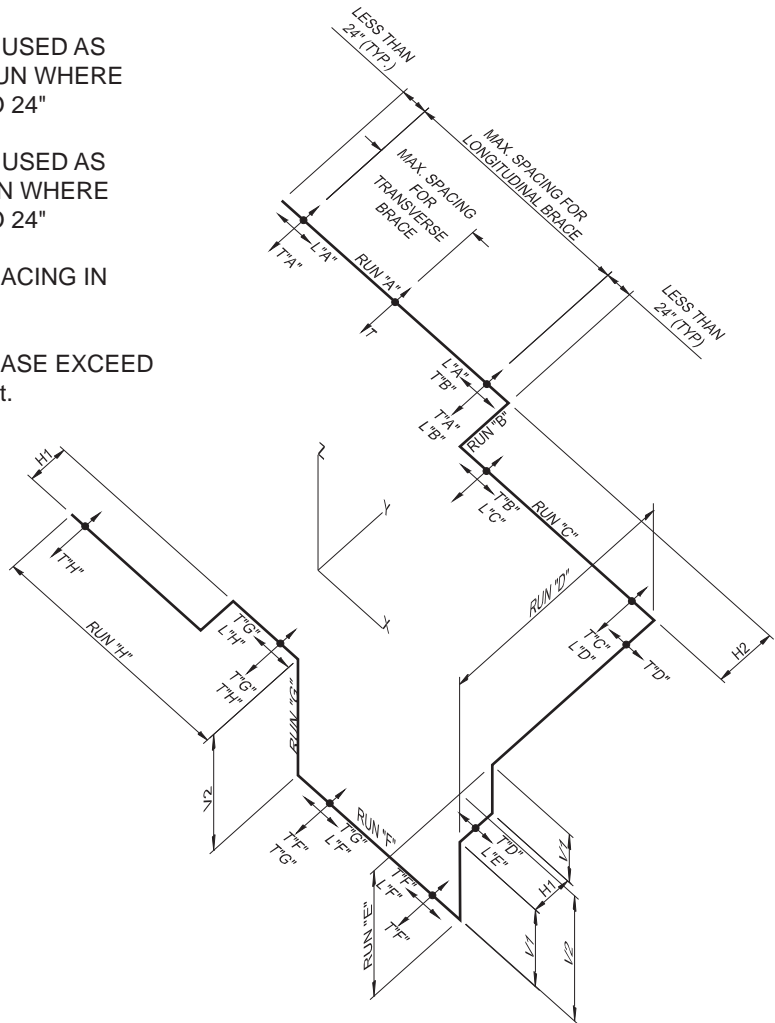 USED AS
UN WHERE
24"
USED AS
N WHERE
24"
ACING IN
ASE EXCEED
t.
LESS THAN
24" (TYP.)
MAX. SPACING FOR
LONGITUDINAL BRACE
MAX. SPACING
FOR
TRANSVERSE
BRACE
LESS THAN
24" (TYP)
L"A"
T"A"
RUN "A"
T
L"A"
T"B"
T"A"
L"B"
RUN "B"
T"B"
L"C"
RUN "C"
RUN "D"
T"C"
L"D"
T"D"
H2
H1
Z
Y
X
T"H"
RUN "H"
T"G"
L"H"
T"G"
T"H"
RUN "G"
V2
T"G"
L"F"
T"F"
T"G"
RUN "F"
T"F"
L"F"
T"F"
RUN "E"
T"D"
L"E"
V1
H1
V1
V2